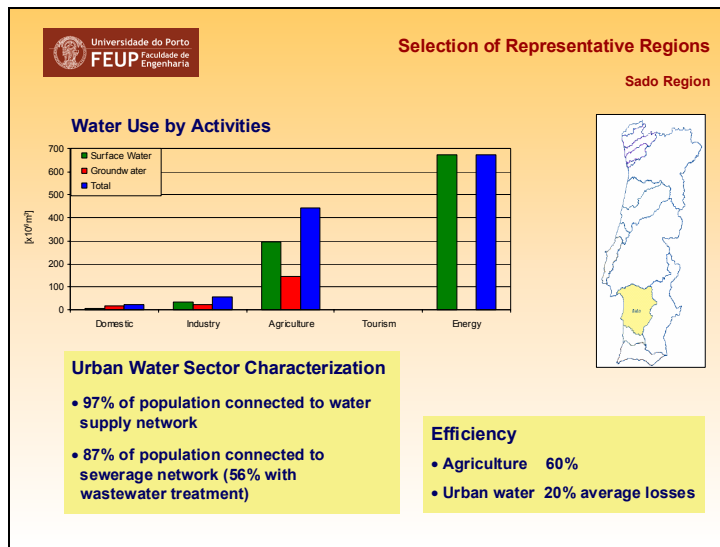 Universidade do Porto
FEUP Faculdade de Engenharia
Selection of Representative Regions
Sado Region
Water Use by Activities
[x10⁶m³]
700
600
500
400
300
200
100
0
Surface Water
Groundwater
Total
Domestic
Industry
Agriculture
Tourism
Energy
Sado
Urban Water Sector Characterization
• 97% of population connected to water
supply network
• 87% of population connected to
sewerage network (56% with
wastewater treatment)
Efficiency
• Agriculture 60%
• Urban water 20% average losses